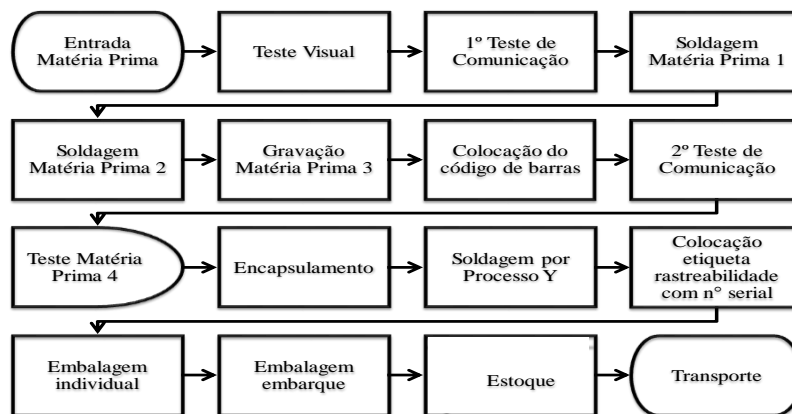 Entrada
Matéria Prima
Teste Visual
1º Teste de
Comunicação
Soldagem
Matéria Prima 1
Soldagem
Matéria Prima 2
Gravação
Matéria Prima 3
Colocação do
código de barras
2º Teste de
Comunicação
Teste Matéria
Prima 4
Encapsulamento
Soldagem por
Processo Y
Colocação
etiqueta
rastreabilidade
com n° serial
Embalagem
individual
Embalagem
embarque
Estoque
Transporte